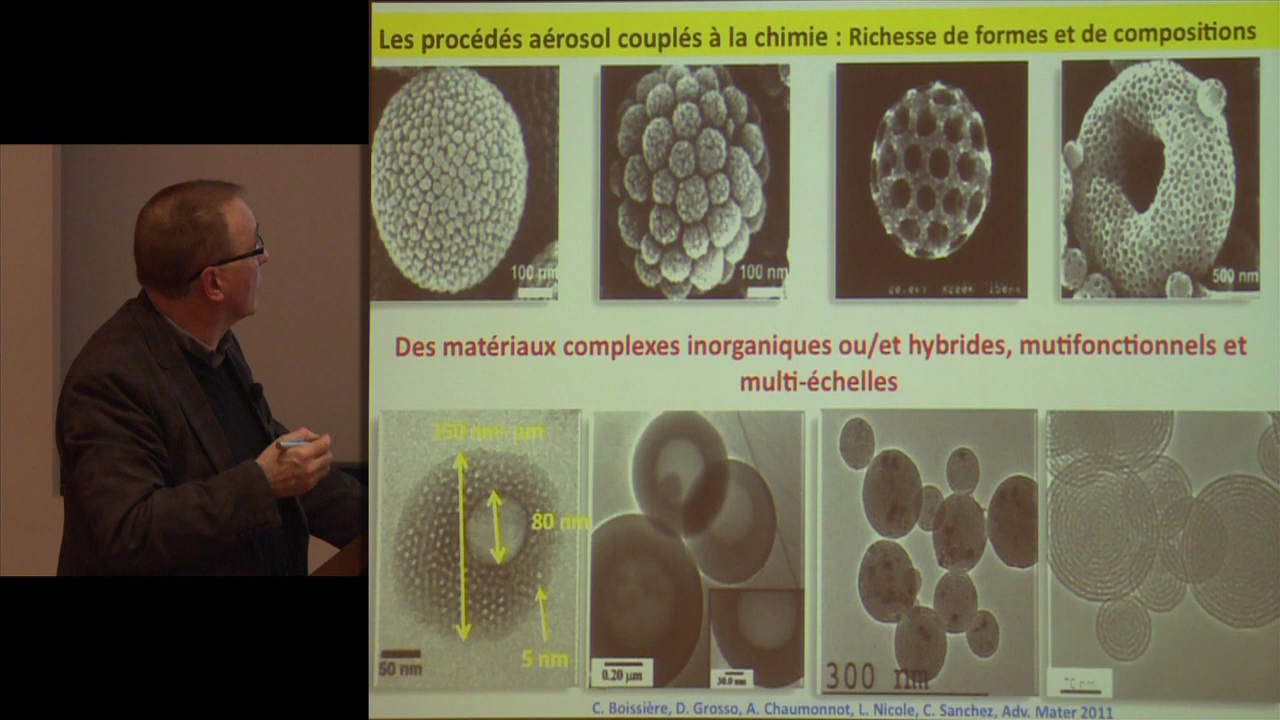 Les procédés aérosol couplés à la chimie : Richesse de formes et de compositions
100 nm
100 nm
500 nm
Des matériaux complexes inorganiques ou/et hybrides, mutifonctionnels et
multi-échelles
250 nm- µm
80 nm
5 nm
50 nm
0.20 µm
30.0 nm
300 nm
70 nm
C. Boissière, D. Grosso, A. Chaumonnot, L. Nicole, C. Sanchez, Adv. Mater 2011